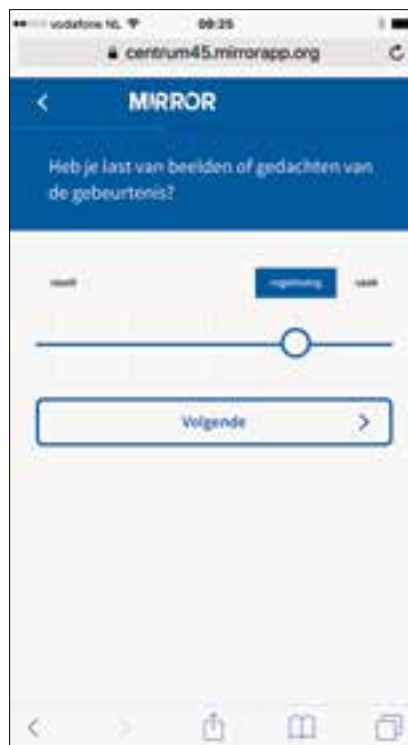 vodafone NL 09:25
centrum45.mirrorapp.org
MIRROR
Heb je last van beelden of gedachten van
de gebeurtenis?
nooit regelmatig vaak
Volgende